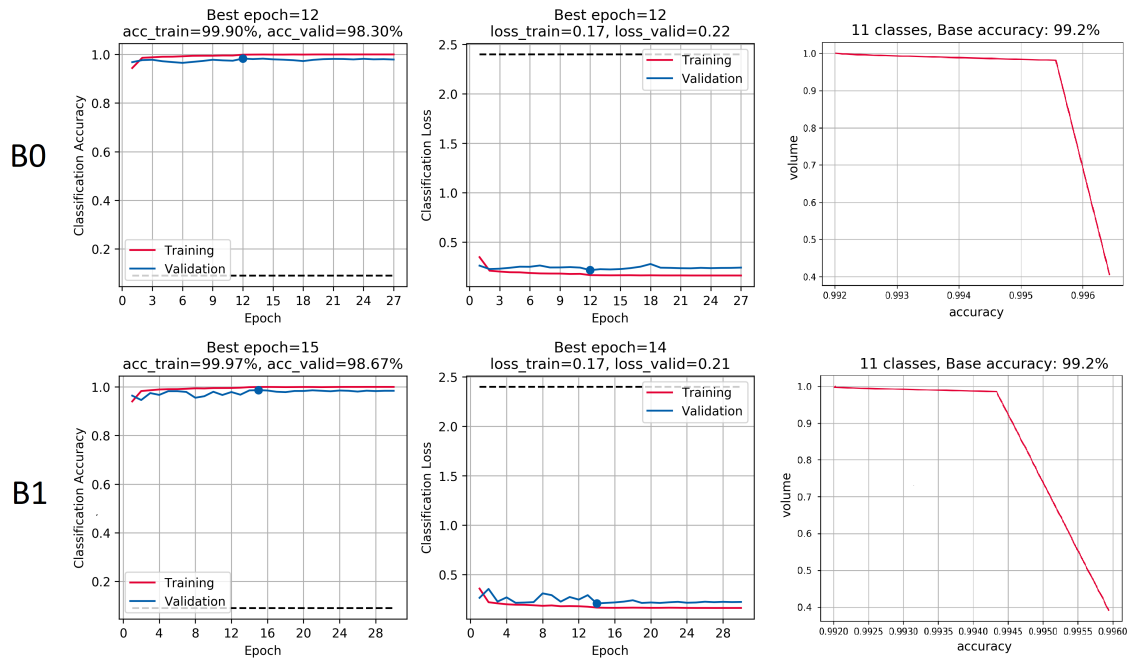 B0
Best epoch=12
acc_train=99.90%, acc_valid=98.30%
Classification Accuracy
1.0
0.8
0.6
0.4
0.2
Training
Validation
0 3 6 9 12 15 18 21 24 27
Epoch
Best epoch=12
loss_train=0.17, loss_valid=0.22
Classification Loss
2.5
2.0
1.5
1.0
0.5
Training
Validation
0 3 6 9 12 15 18 21 24 27
Epoch
11 classes, Base accuracy: 99.2%
volume
1.0
0.9
0.8
0.7
0.6
0.5
0.4
0.992 0.993 0.994 0.995 0.996
accuracy
B1
Best epoch=15
acc_train=99.97%, acc_valid=98.67%
Classification Accuracy
1.0
0.8
0.6
0.4
0.2
Training
Validation
0 4 8 12 16 20 24 28
Epoch
Best epoch=14
loss_train=0.17, loss_valid=0.21
Classification Loss
2.5
2.0
1.5
1.0
0.5
Training
Validation
0 4 8 12 16 20 24 28
Epoch
11 classes, Base accuracy: 99.2%
volume
1.0
0.9
0.8
0.7
0.6
0.5
0.4
0.9920 0.9925 0.9930 0.9935 0.9940 0.9945 0.9950 0.9955 0.9960
accuracy